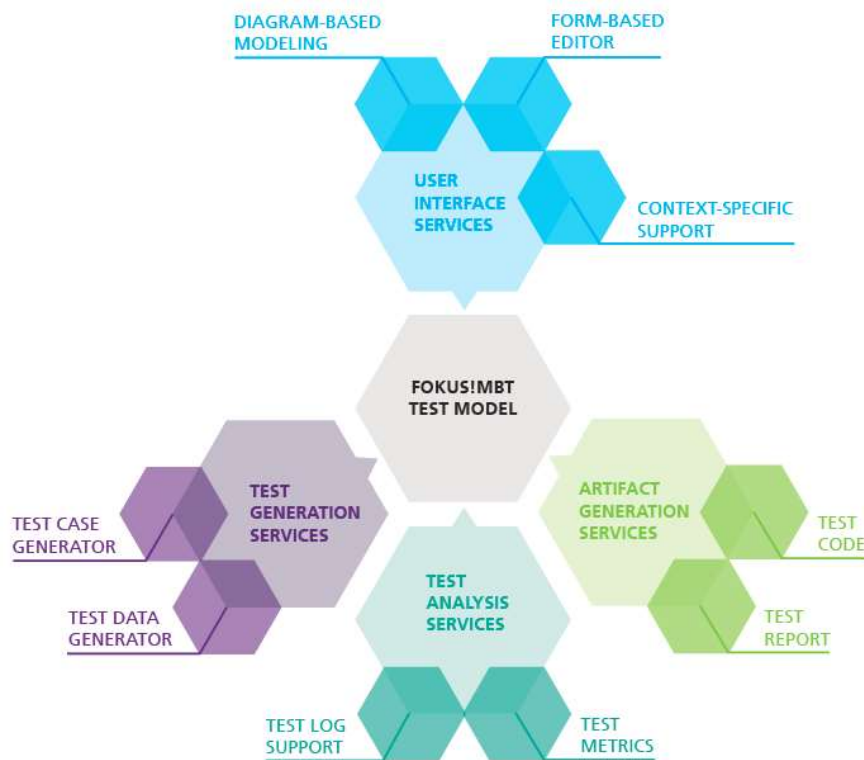 DIAGRAM-BASED
MODELING
FORM-BASED
EDITOR
USER
INTERFACE
SERVICES
CONTEXT-SPECIFIC
SUPPORT
FOKUS!MBT
TEST MODEL
TEST
GENERATION
SERVICES
ARTIFACT
GENERATION
SERVICES
TEST CASE
GENERATOR
TEST
CODE
TEST
ANALYSIS
SERVICES
TEST DATA
GENERATOR
TEST
REPORT
TEST LOG
SUPPORT
TEST
METRICS